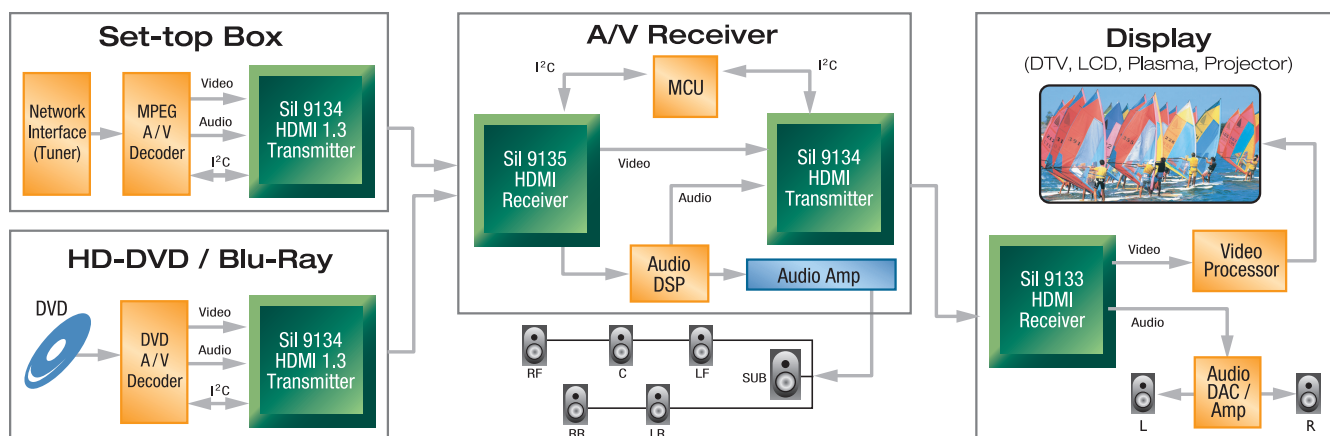 Set-top Box
Network
Interface
(Tuner)
MPEG
A / V
Decoder
Video
Audio
I²C
Sil 9134
HDMI 1.3
Transmitter
HD-DVD / Blu-Ray
DVD
DVD
A / V
Decoder
Video
Audio
I²C
Sil 9134
HDMI 1.3
Transmitter
A/V Receiver
I²C
MCU
I²C
Sil 9135
HDMI
Receiver
Video
Audio
Sil 9134
HDMI
Transmitter
Audio
DSP
Audio Amp
RF
C
LF
SUB
RR
LR
Display
(DTV, LCD, Plasma, Projector)
Sil 9133
HDMI
Receiver
Video
Video
Processor
Audio
Audio
DAC /
Amp
L
R